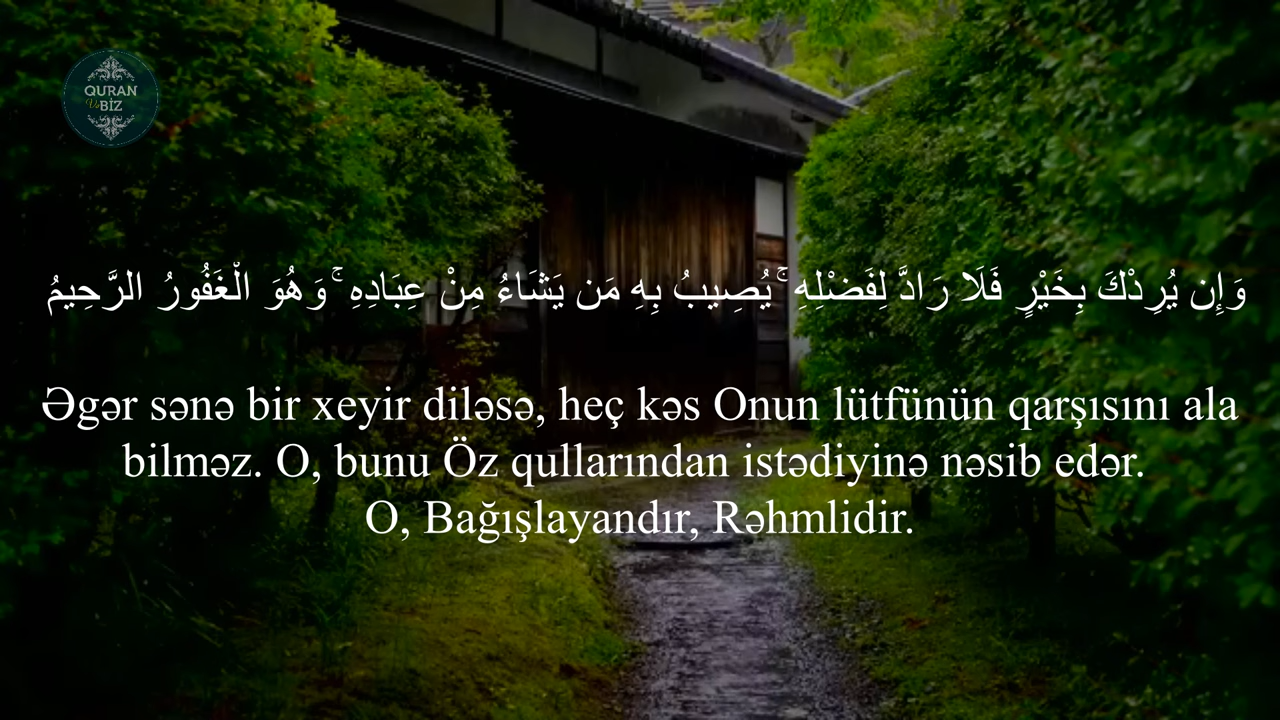 QURAN
Və BİZ
وَإِن يُرِدْكَ بِخَيْرٍ فَلَا رَادَّ لِفَضْلِهِ ۚ يُصِيبُ بِهِ مَن يَشَاءُ مِنْ عِبَادِهِ ۚ وَهُوَ الْغَفُورُ الرَّحِيمُ
Əgər sənə bir xeyir diləsə, heç kəs Onun lütfünün qarşısını ala
bilməz. O, bunu Öz qullarından istədiyinə nəsib edər.
O, Bağışlayandır, Rəhmlidir.